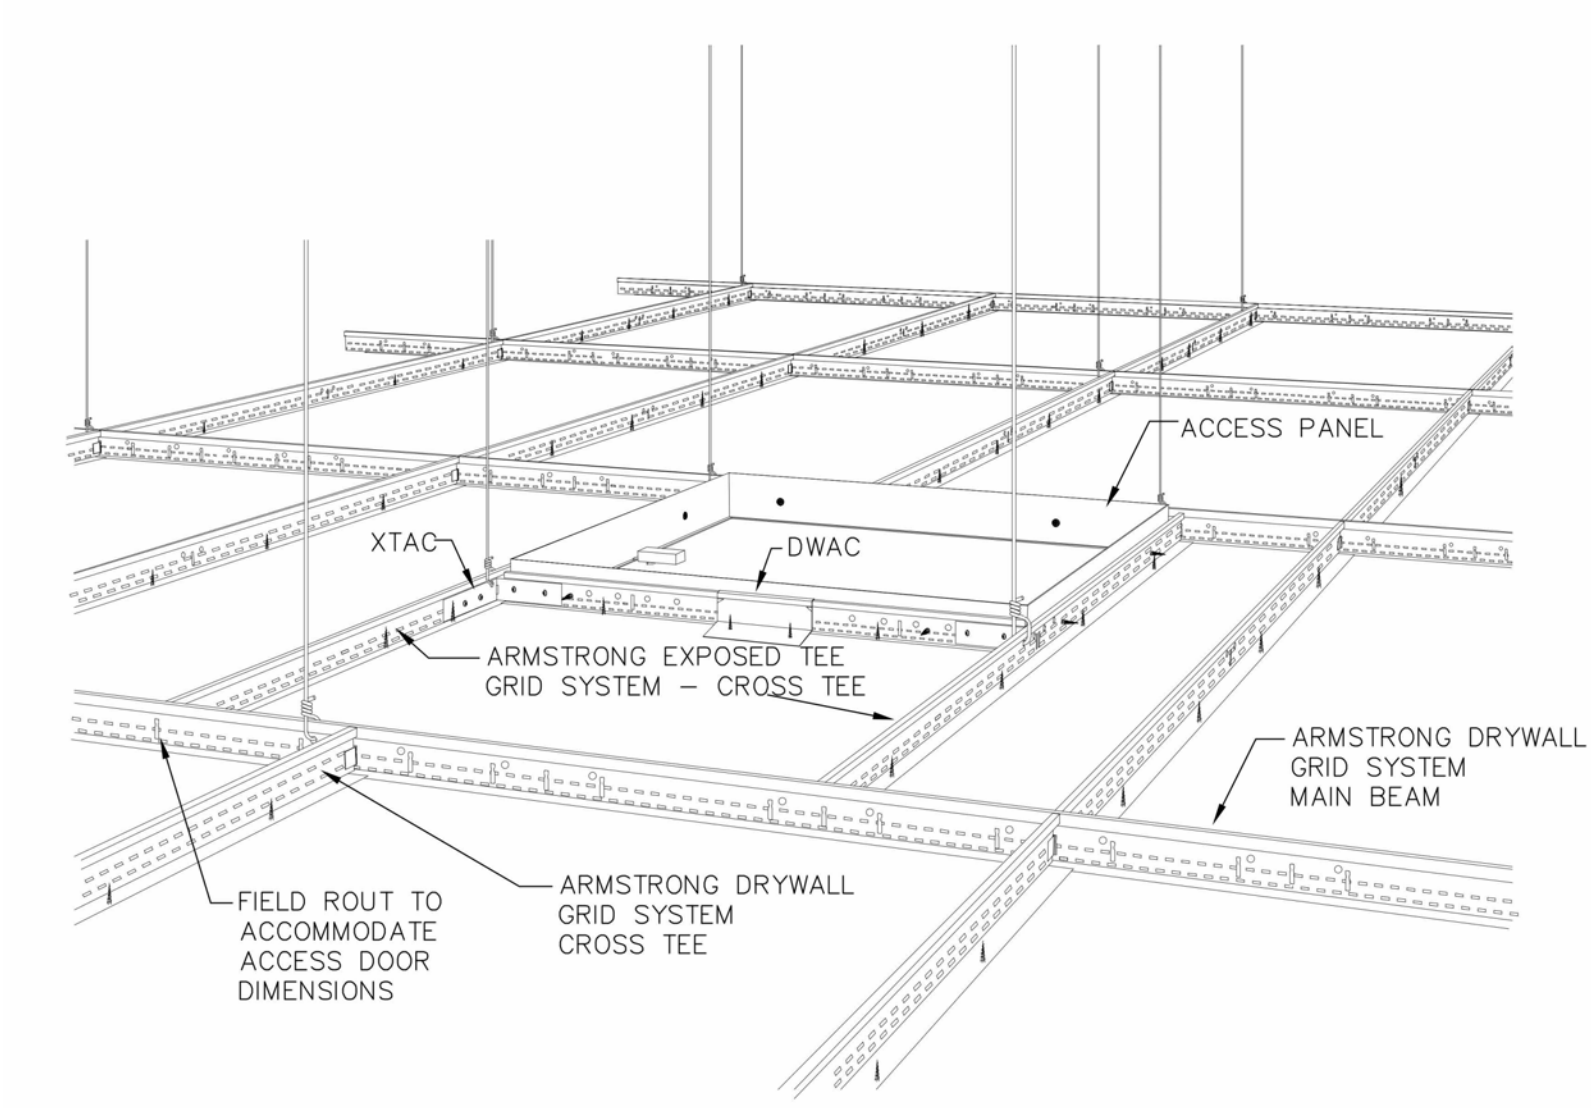 ACCESS PANEL
XTAC
DWAC
ARMSTRONG EXPOSED TEE
GRID SYSTEM – CROSS TEE
ARMSTRONG DRYWALL
GRID SYSTEM
MAIN BEAM
ARMSTRONG DRYWALL
GRID SYSTEM
CROSS TEE
FIELD ROUT TO
ACCOMMODATE
ACCESS DOOR
DIMENSIONS